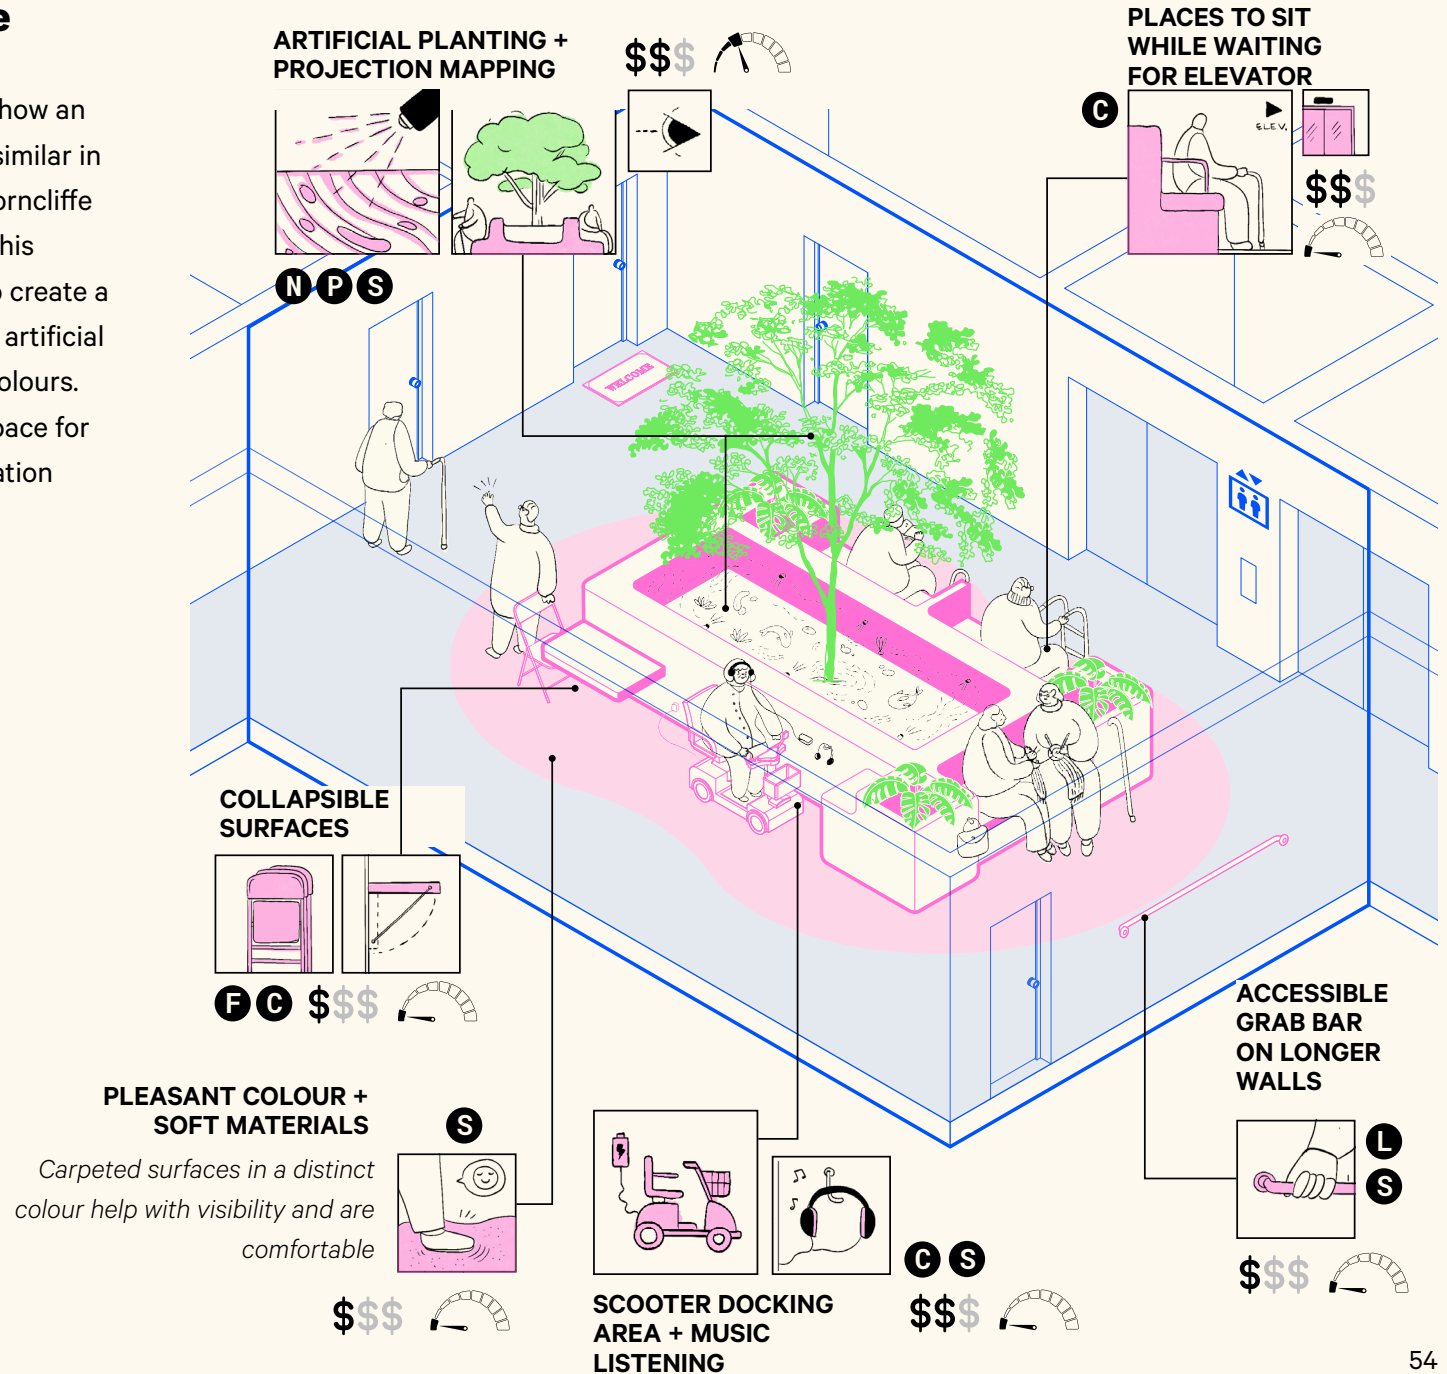 e
how an
similar in
orncliffe
his
o create a
artificial
olours.
pace for
ation
ARTIFICIAL PLANTING +
PROJECTION MAPPING
$$$
N P S
PLACES TO SIT
WHILE WAITING
FOR ELEVATOR
C
ELEV.
$$$
WELCOME
COLLAPSIBLE
SURFACES
F C $$$
PLEASANT COLOUR +
SOFT MATERIALS
S
Carpeted surfaces in a distinct
colour help with visibility and are
comfortable
$$$
C S
SCOOTER DOCKING
AREA + MUSIC
LISTENING
$$$
ACCESSIBLE
GRAB BAR
ON LONGER
WALLS
L
S
$$$
54